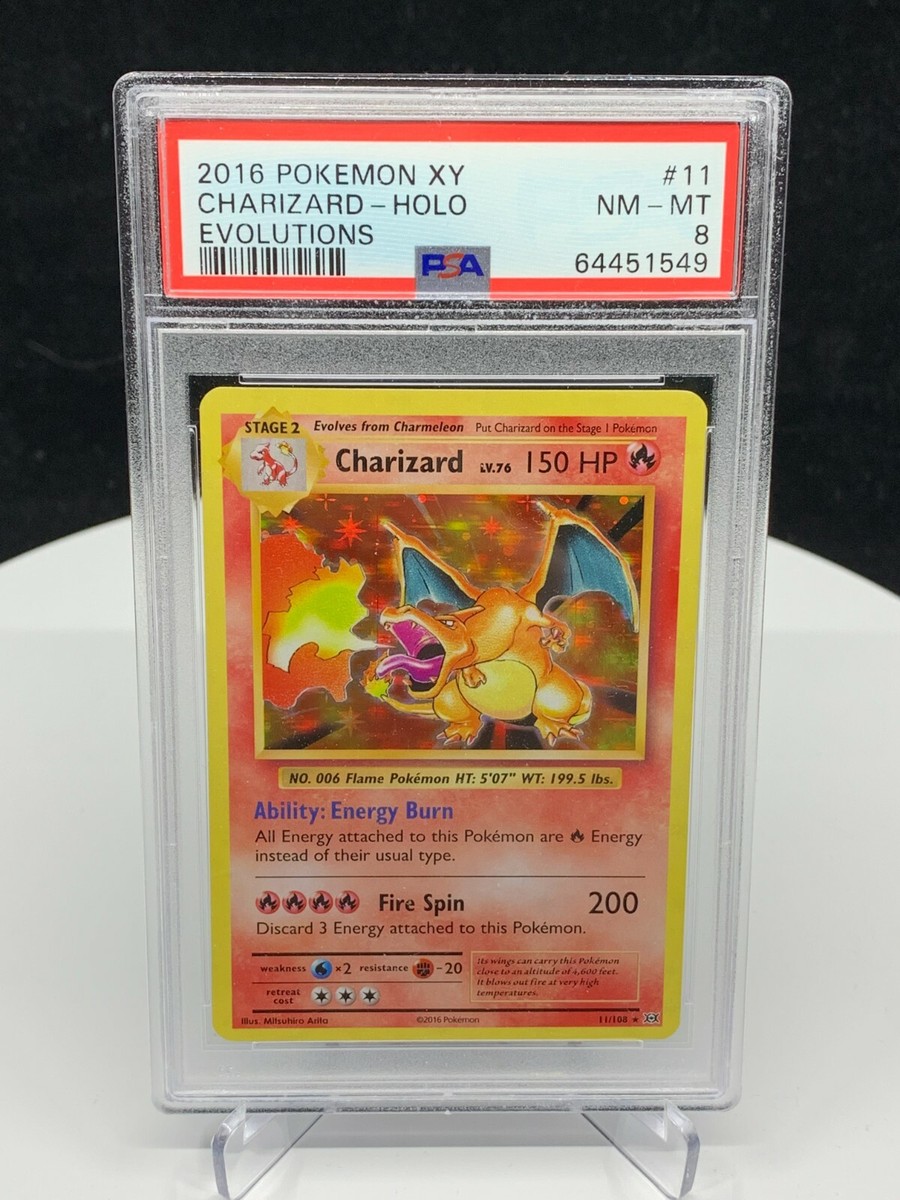 2016 POKEMON XY #11
CHARIZARD - HOLO NM - MT
EVOLUTIONS 8
PSA 64451549
STAGE 2 Evolves from Charmeleon Put Charizard on the Stage 1 Pokémon
Charizard LV.76 150 HP
NO. 006 Flame Pokémon HT: 5'07" WT: 199.5 lbs.
Ability: Energy Burn
All Energy attached to this Pokémon are Energy
instead of their usual type.
Fire Spin 200
Discard 3 Energy attached to this Pokémon.
weakness ×2 resistance -20
retreat
cost
Its wings can carry this Pokémon
close to an altitude of 4,600 feet.
It blows out fire at very high
temperatures.
Illus. Mitsuhiro Arita ©2016 Pokémon 11/108